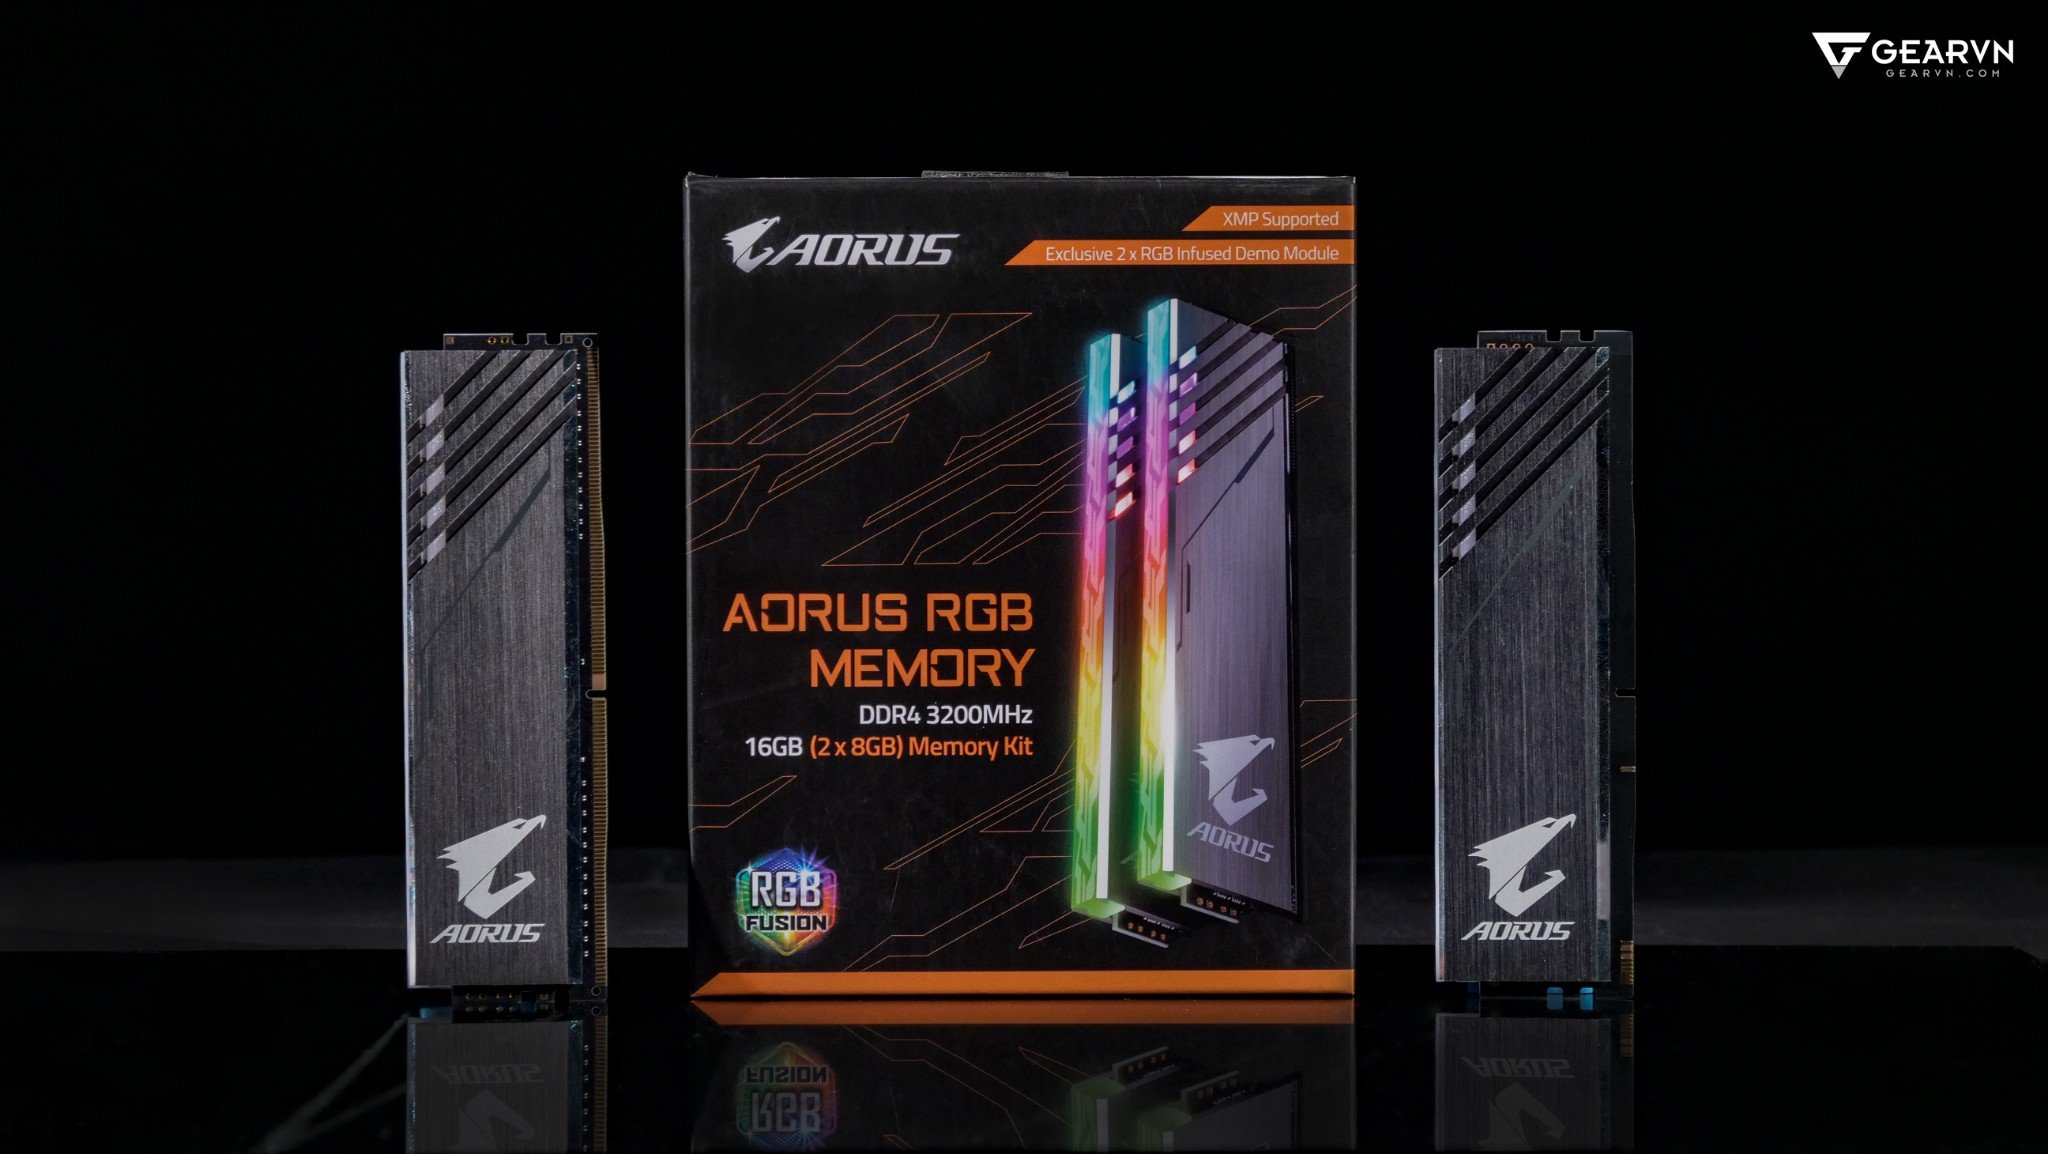 GEARVN
GEARVN.COM
AORUS
XMP Supported
Exclusive 2 x RGB Infused Demo Module
AORUS RGB
MEMORY
DDR4 3200MHz
16GB (2 x 8GB) Memory Kit
RGB
FUSION
AORUS
AORUS
AORUS